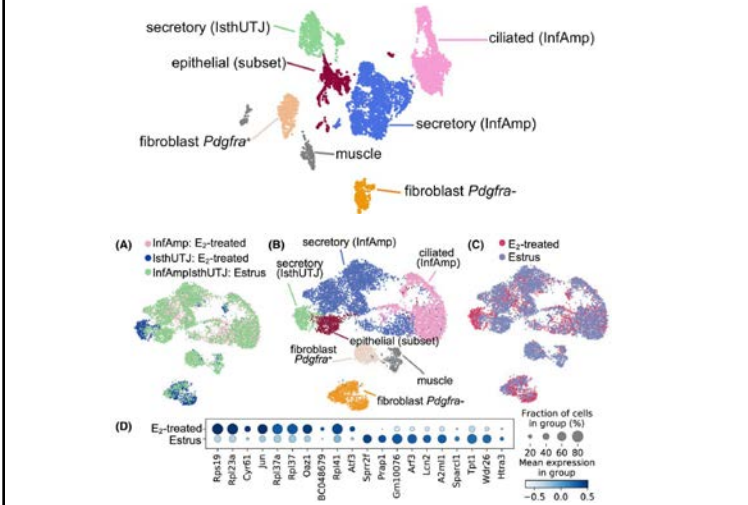 secretory (IsthUTJ)
ciliated (InfAmp)
epithelial (subset)
secretory (InfAmp)
fibroblast Pdgfra⁺
muscle
fibroblast Pdgfra-
(A)
InfAmp: E₂-treated
IsthUTJ: E₂-treated
InfAmpIsthUTJ: Estrus
(B)
secretory (InfAmp)
secretory
(IsthUTJ)
ciliated
(InfAmp)
epithelial (subset)
fibroblast
Pdgfra⁺
muscle
fibroblast Pdgfra-
(C)
E₂-treated
Estrus
(D)
E₂-treated
Estrus
Rps19
Rpl23a
Cyr61
Jun
Rpl37a
Rpl37
Oaz1
BC048679
Rpl41
Atf3
Sprr2f
Prap1
Gm10076
Arf3
Lcn2
A2ml1
Sparcl1
Tpt1
Wdr26
Htra3
Fraction of cells
in group (%)
20 40 60 80
Mean expression
in group
−0.5 0.0 0.5